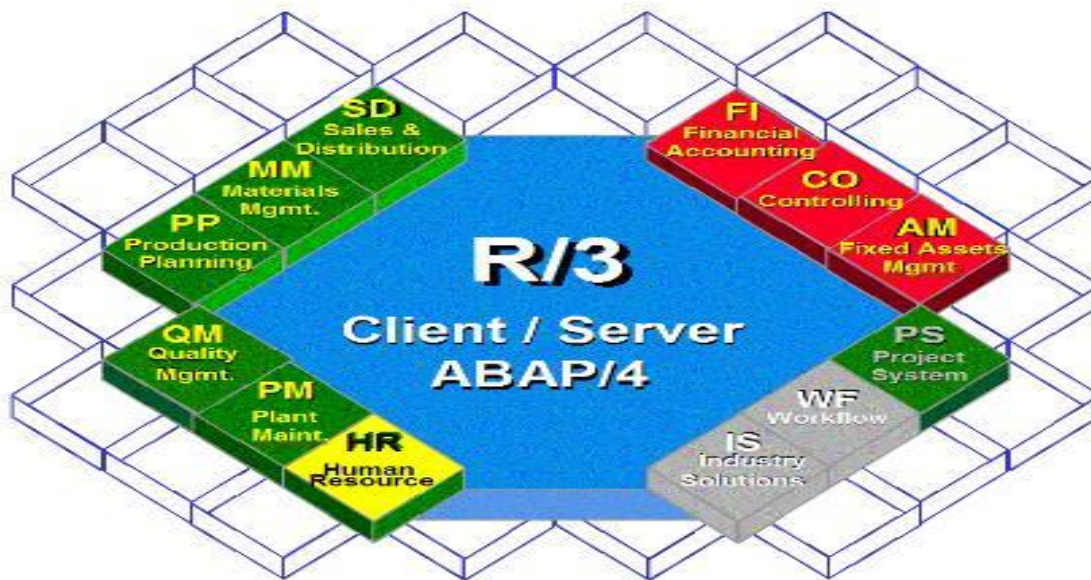 SD
Sales &
Distribution
MM
Materials
Mgmt.
PP
Production
Planning
FI
Financial
Accounting
CO
Controlling
AM
Fixed Assets
Mgmt
R/3
Client / Server
ABAP/4
QM
Quality
Mgmt.
PM
Plant
Maint.
HR
Human
Resource
PS
Project
System
WF
Workflow
IS
Industry
Solutions